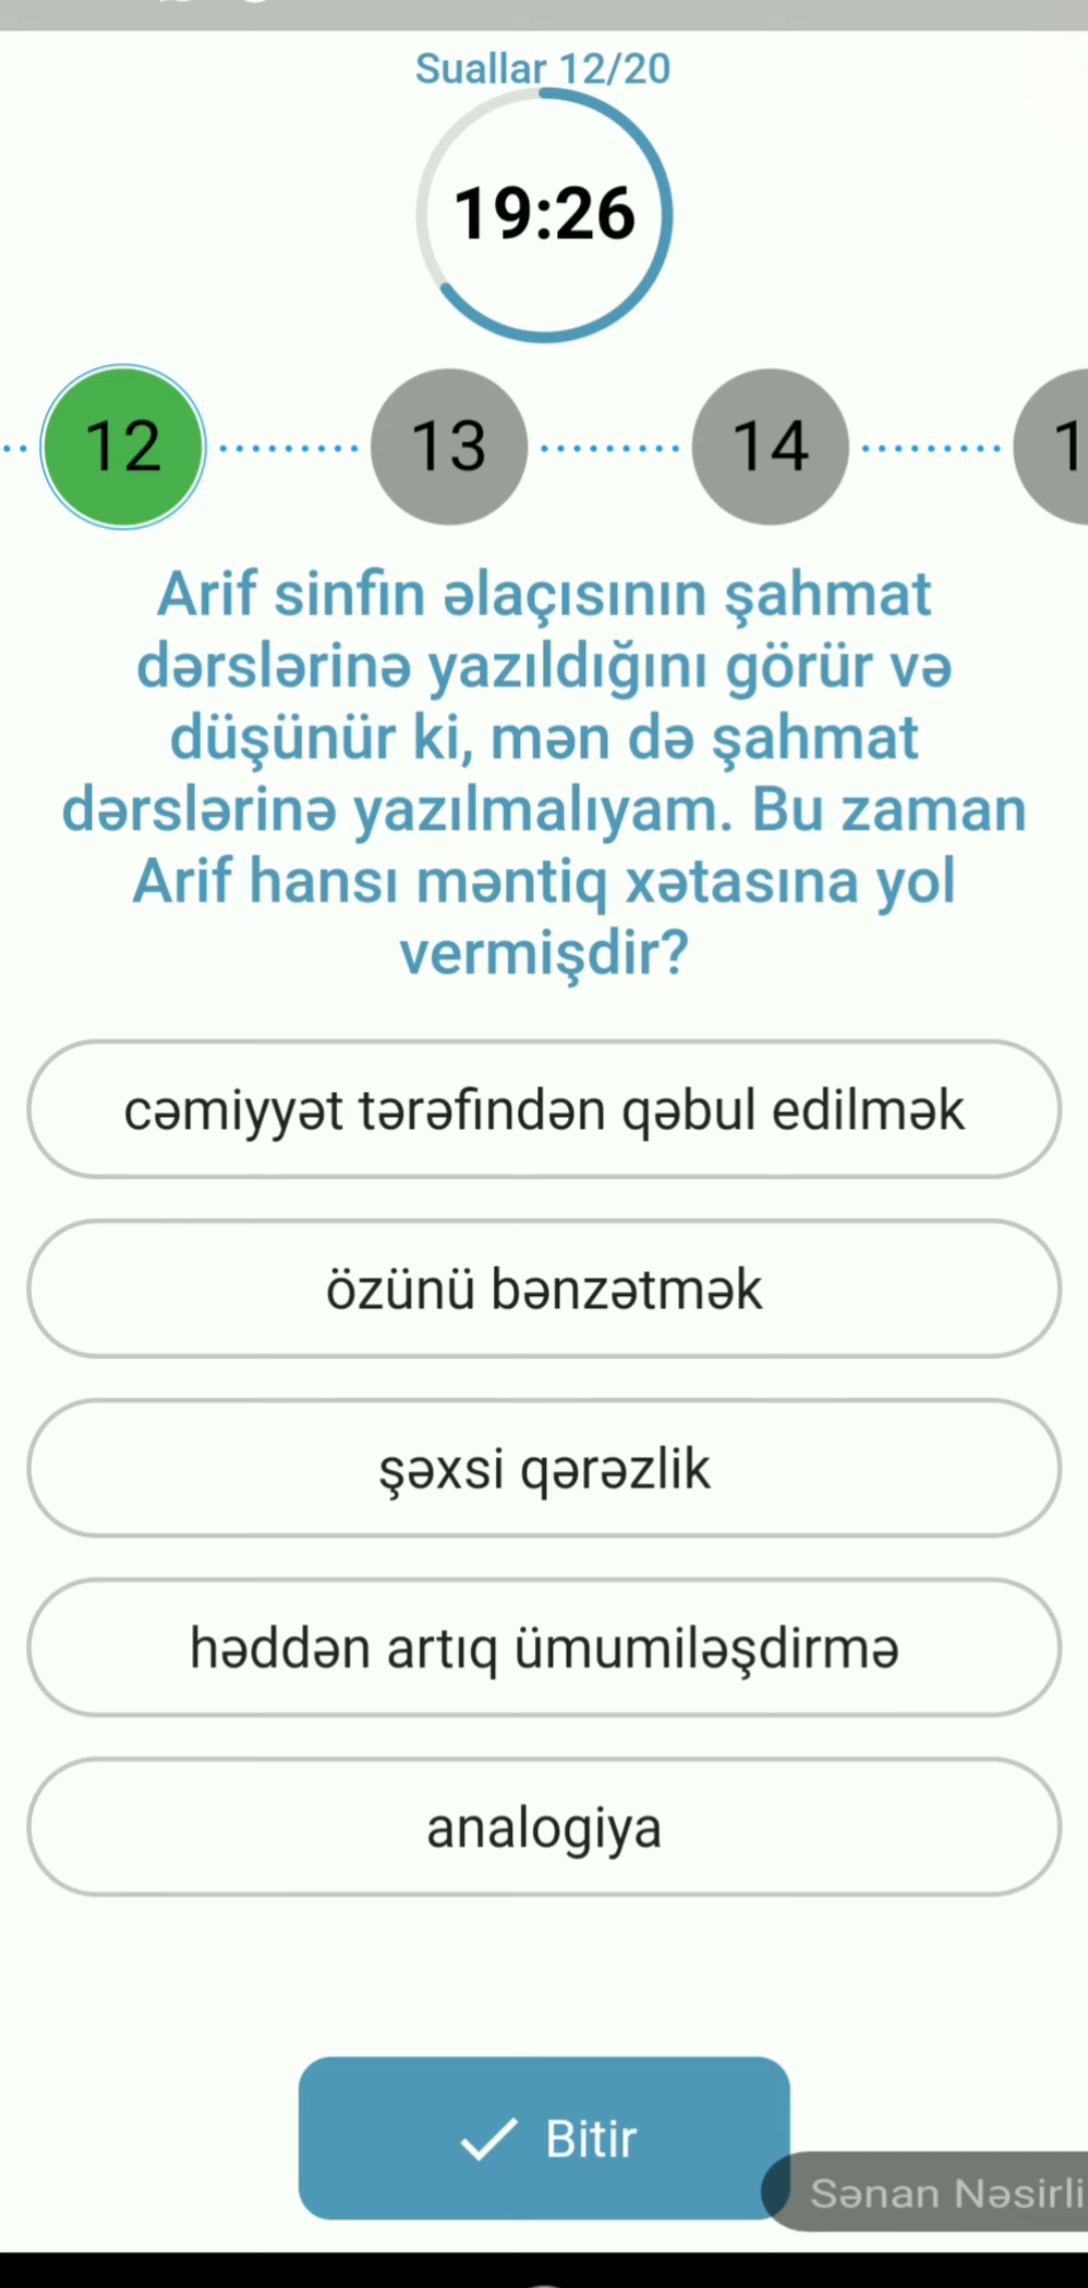 Suallar 12/20
19:26
12
13
14
1
Arif sinfin əlaçısının şahmat
dərslərinə yazıldığını görür və
düşünür ki, mən də şahmat
dərslərinə yazılmalıyam. Bu zaman
Arif hansı məntiq xətasına yol
vermişdir?
cəmiyyət tərəfindən qəbul edilmək
özünü bənzətmək
şəxsi qərəzlik
həddən artıq ümumiləşdirmə
analogiya
Bitir
Sənan Nəsirli